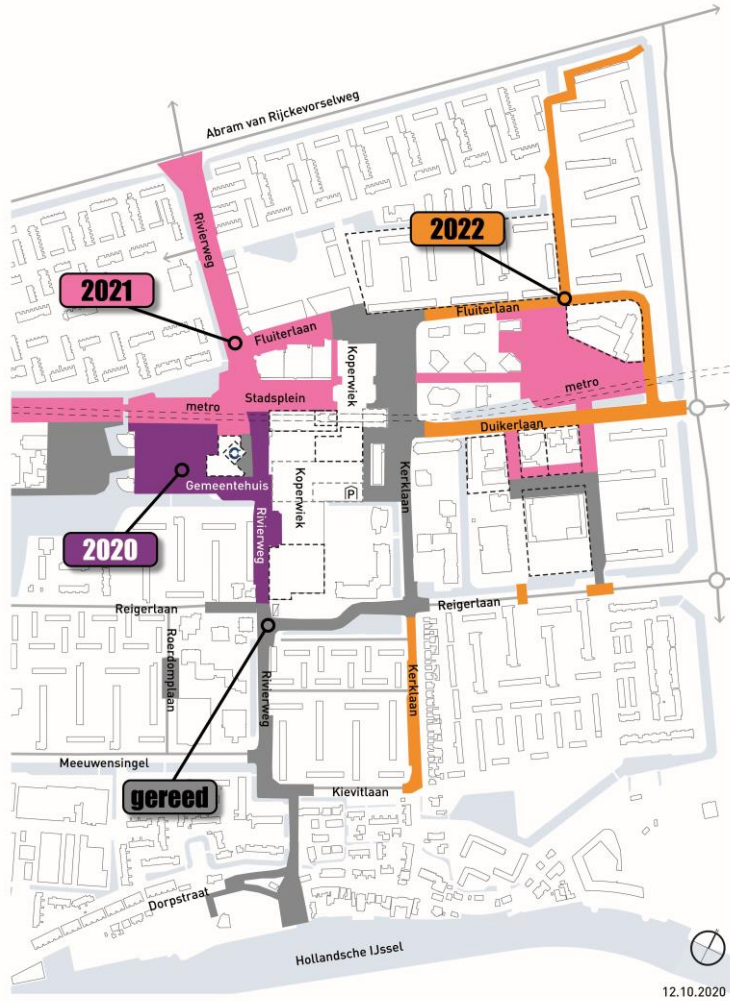 Abram van Rijckevorselweg
Rivierweg
2022
2021
Fluiterlaan
Fluiterlaan
Koperwiek
metro
Stadsplein
metro
Duikerlaan
Kerklaan
Koperwiek
P
Gemeentehuis
Rivierweg
2020
Reigerlaan
Reigerlaan
Roerdomplaan
Rivierweg
Kerklaan
Meeuwensingel
gereed
Kievitlaan
Dorpstraat
Hollandsche IJssel
12.10.2020